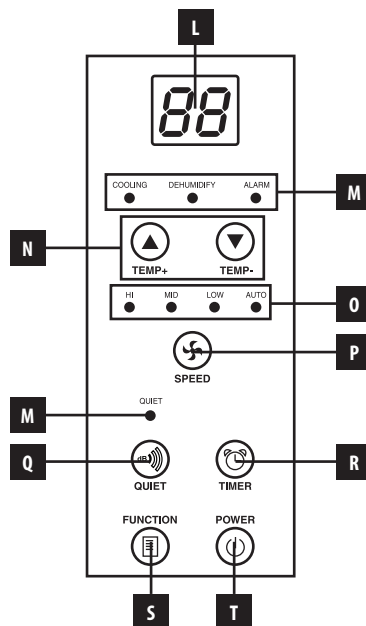 L
88
COOLING DEHUMIDIFY ALARM
M
N
TEMP+ TEMP-
HI MID LOW AUTO
O
P
SPEED
M
QUIET
Q
dB
R
QUIET TIMER
FUNCTION POWER
S T